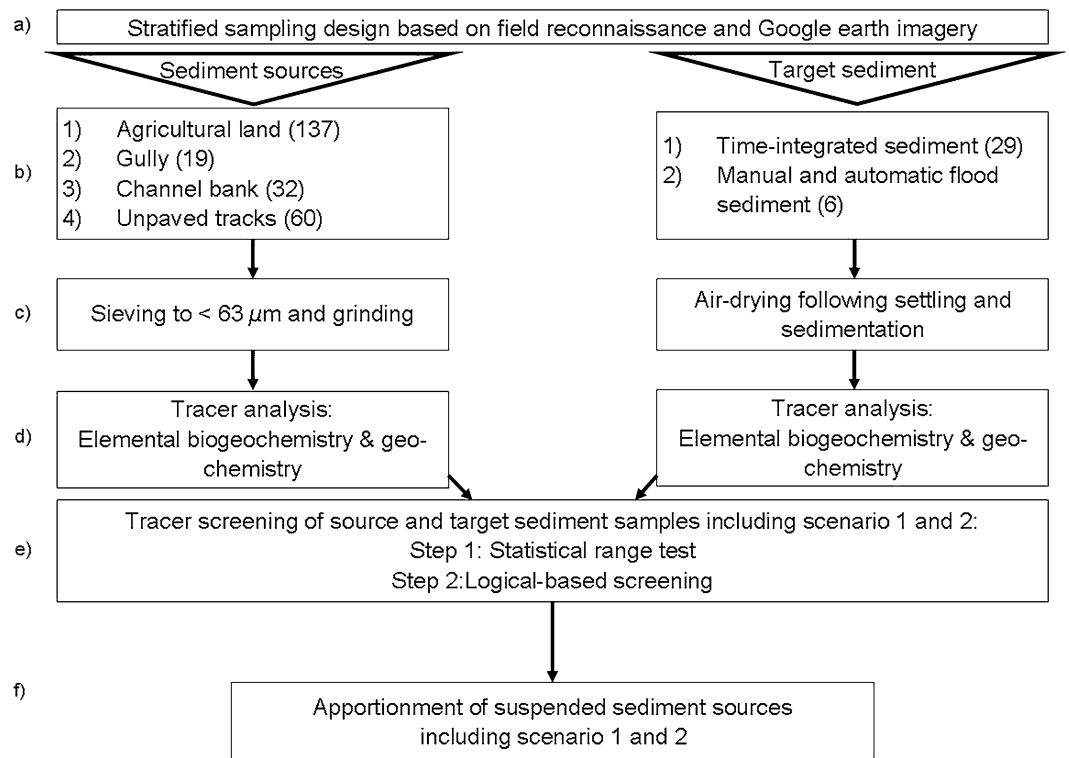 a)
Stratified sampling design based on field reconnaissance and Google earth imagery
Sediment sources
Target sediment
b)
1) Agricultural land (137)
2) Gully (19)
3) Channel bank (32)
4) Unpaved tracks (60)
1) Time-integrated sediment (29)
2) Manual and automatic flood
sediment (6)
c)
Sieving to < 63 µm and grinding
Air-drying following settling and
sedimentation
d)
Tracer analysis:
Elemental biogeochemistry & geo-
chemistry
Tracer analysis:
Elemental biogeochemistry & geo-
chemistry
e)
Tracer screening of source and target sediment samples including scenario 1 and 2:
Step 1: Statistical range test
Step 2:Logical-based screening
f)
Apportionment of suspended sediment sources
including scenario 1 and 2